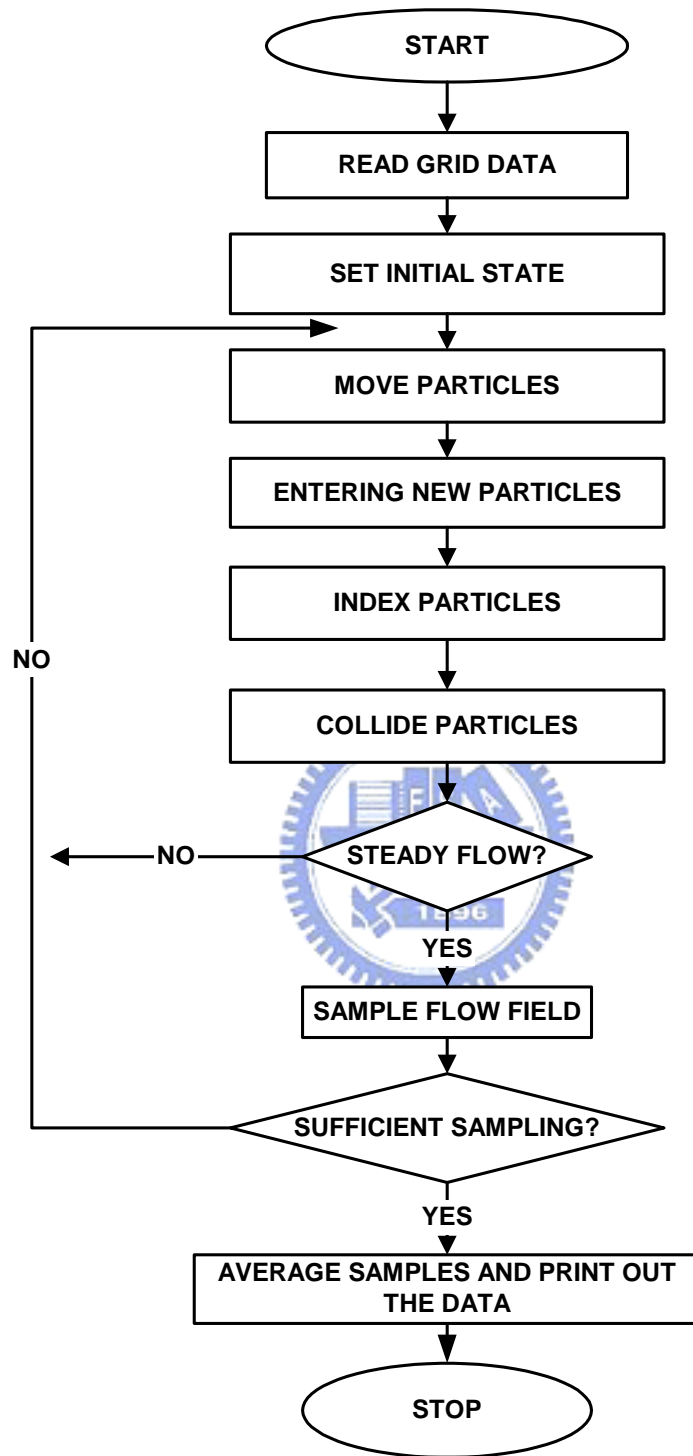 START
READ GRID DATA
SET INITIAL STATE
MOVE PARTICLES
ENTERING NEW PARTICLES
INDEX PARTICLES
NO
COLLIDE PARTICLES
E
A
NO
STEADY FLOW?
1896
YES
SAMPLE FLOW FIELD
SUFFICIENT SAMPLING?
YES
AVERAGE SAMPLES AND PRINT OUT
THE DATA
STOP